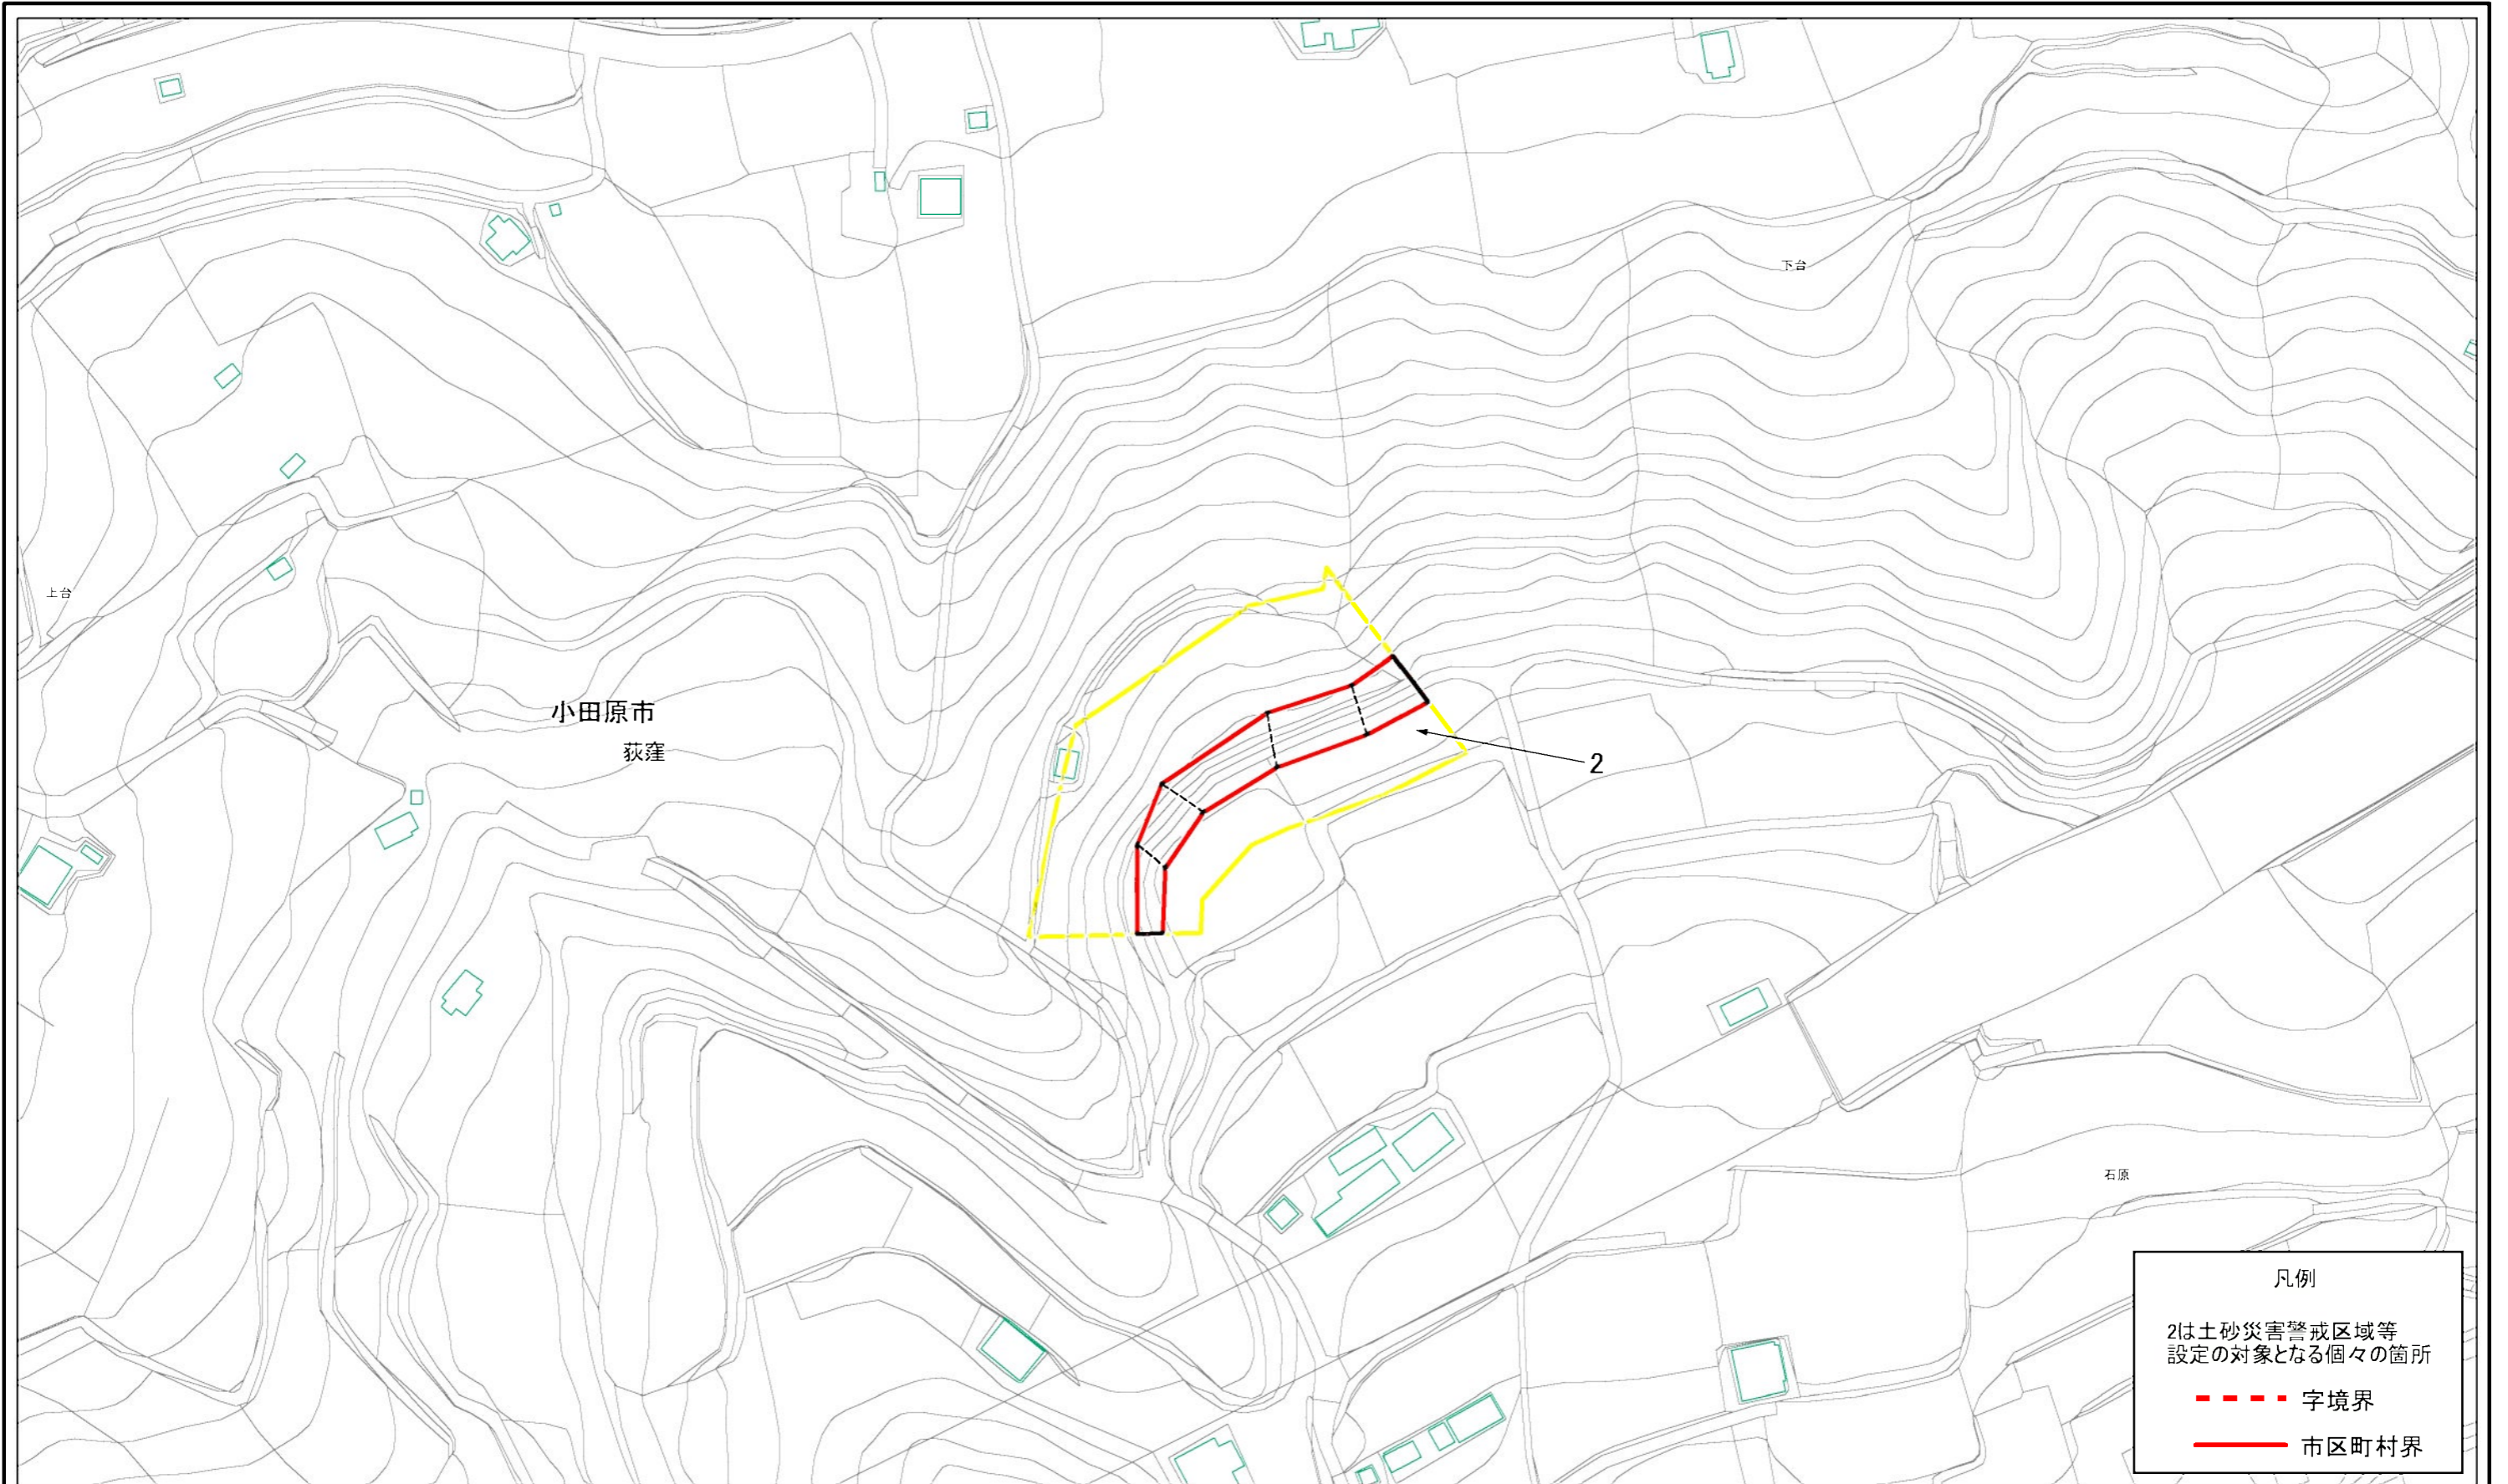 下台
上台
小田原市
荻窪
2
石原
凡例
2は土砂災害警戒区域等
設定の対象となる個々の箇所
字境界
市区町村界